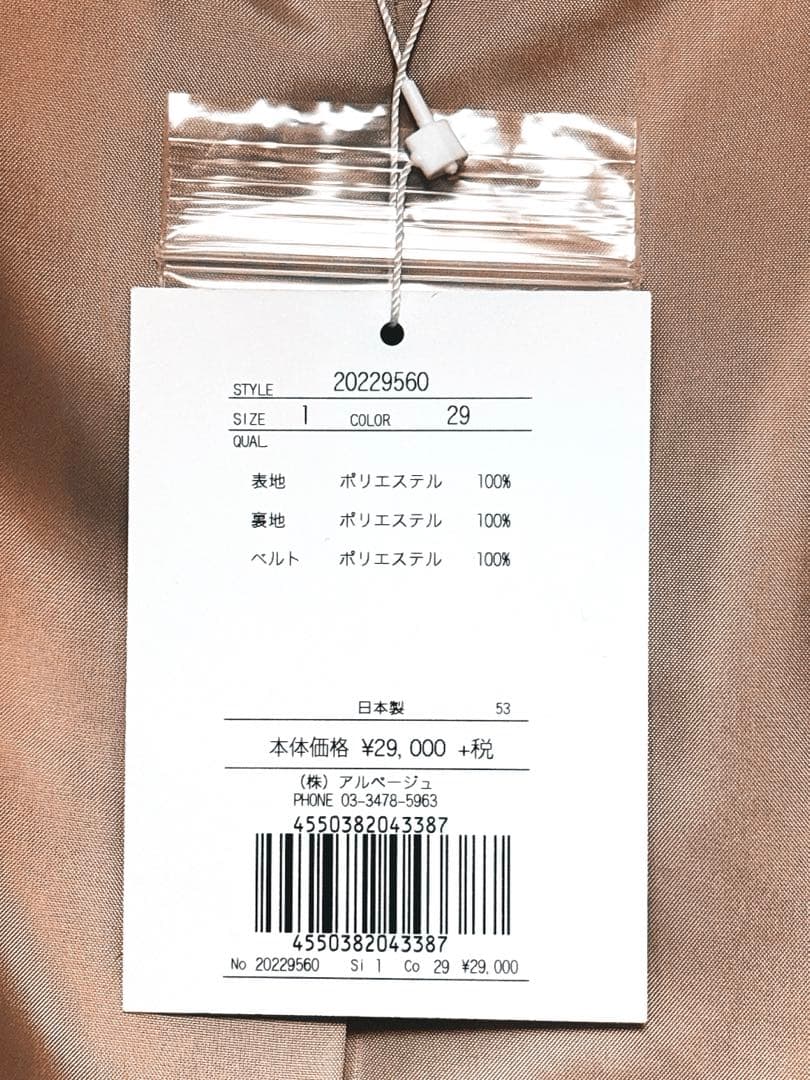 STYLE 20229560
SIZE 1 COLOR 29
QUAL
表地 ポリエステル 100%
裏地 ポリエステル 100%
ベルト ポリエステル 100%
日本製 53
本体価格 ¥29,000 +税
(株) アルページュ
PHONE 03-3478-5963
4550382043387
4550382043387
No 20229560 Si 1 Co 29 ¥29,000